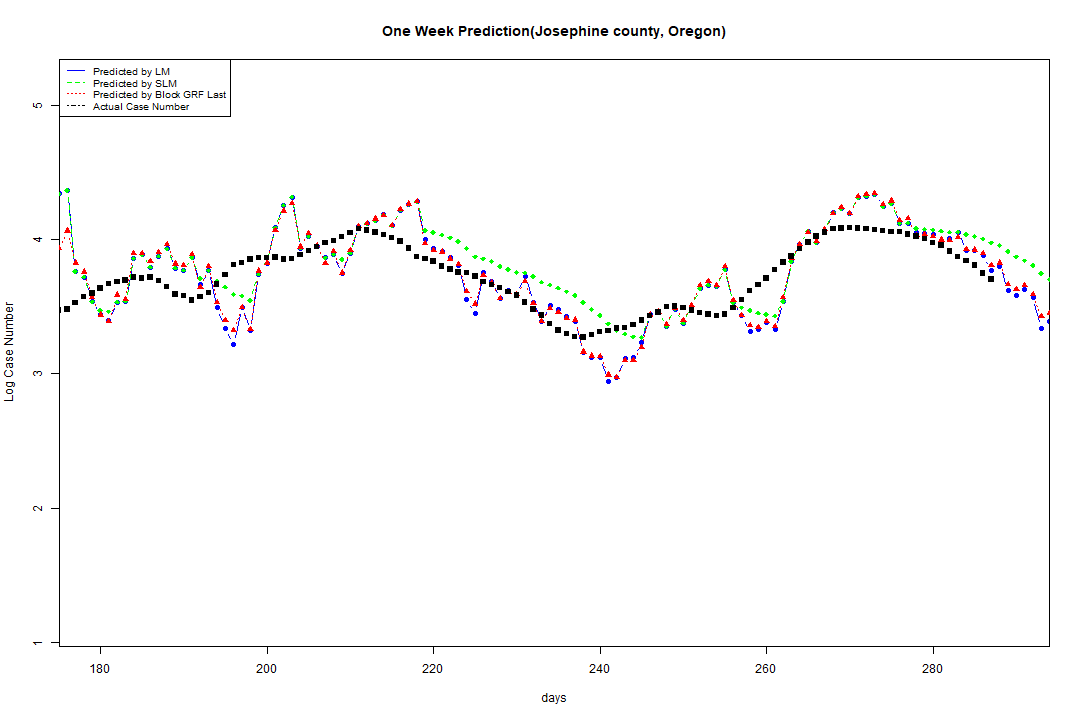 One Week Prediction(Josephine county, Oregon)
Predicted by LM
Predicted by SLM
Predicted by Block GRF Last
Actual Case Number
5
4
3
2
1
Log Case Number
180 200 220 240 260 280
days